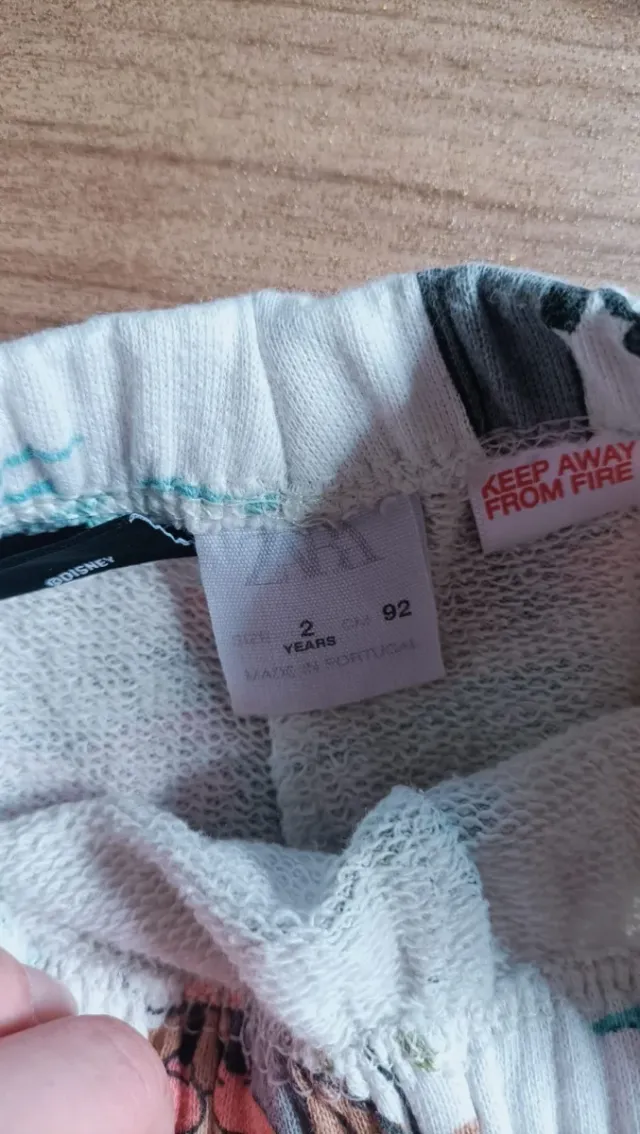 KEEP AWAY
FROM FIRE
©DISNEY
ZARA
SIZE 2 YEARS CM 92
MADE IN PORTUGAL